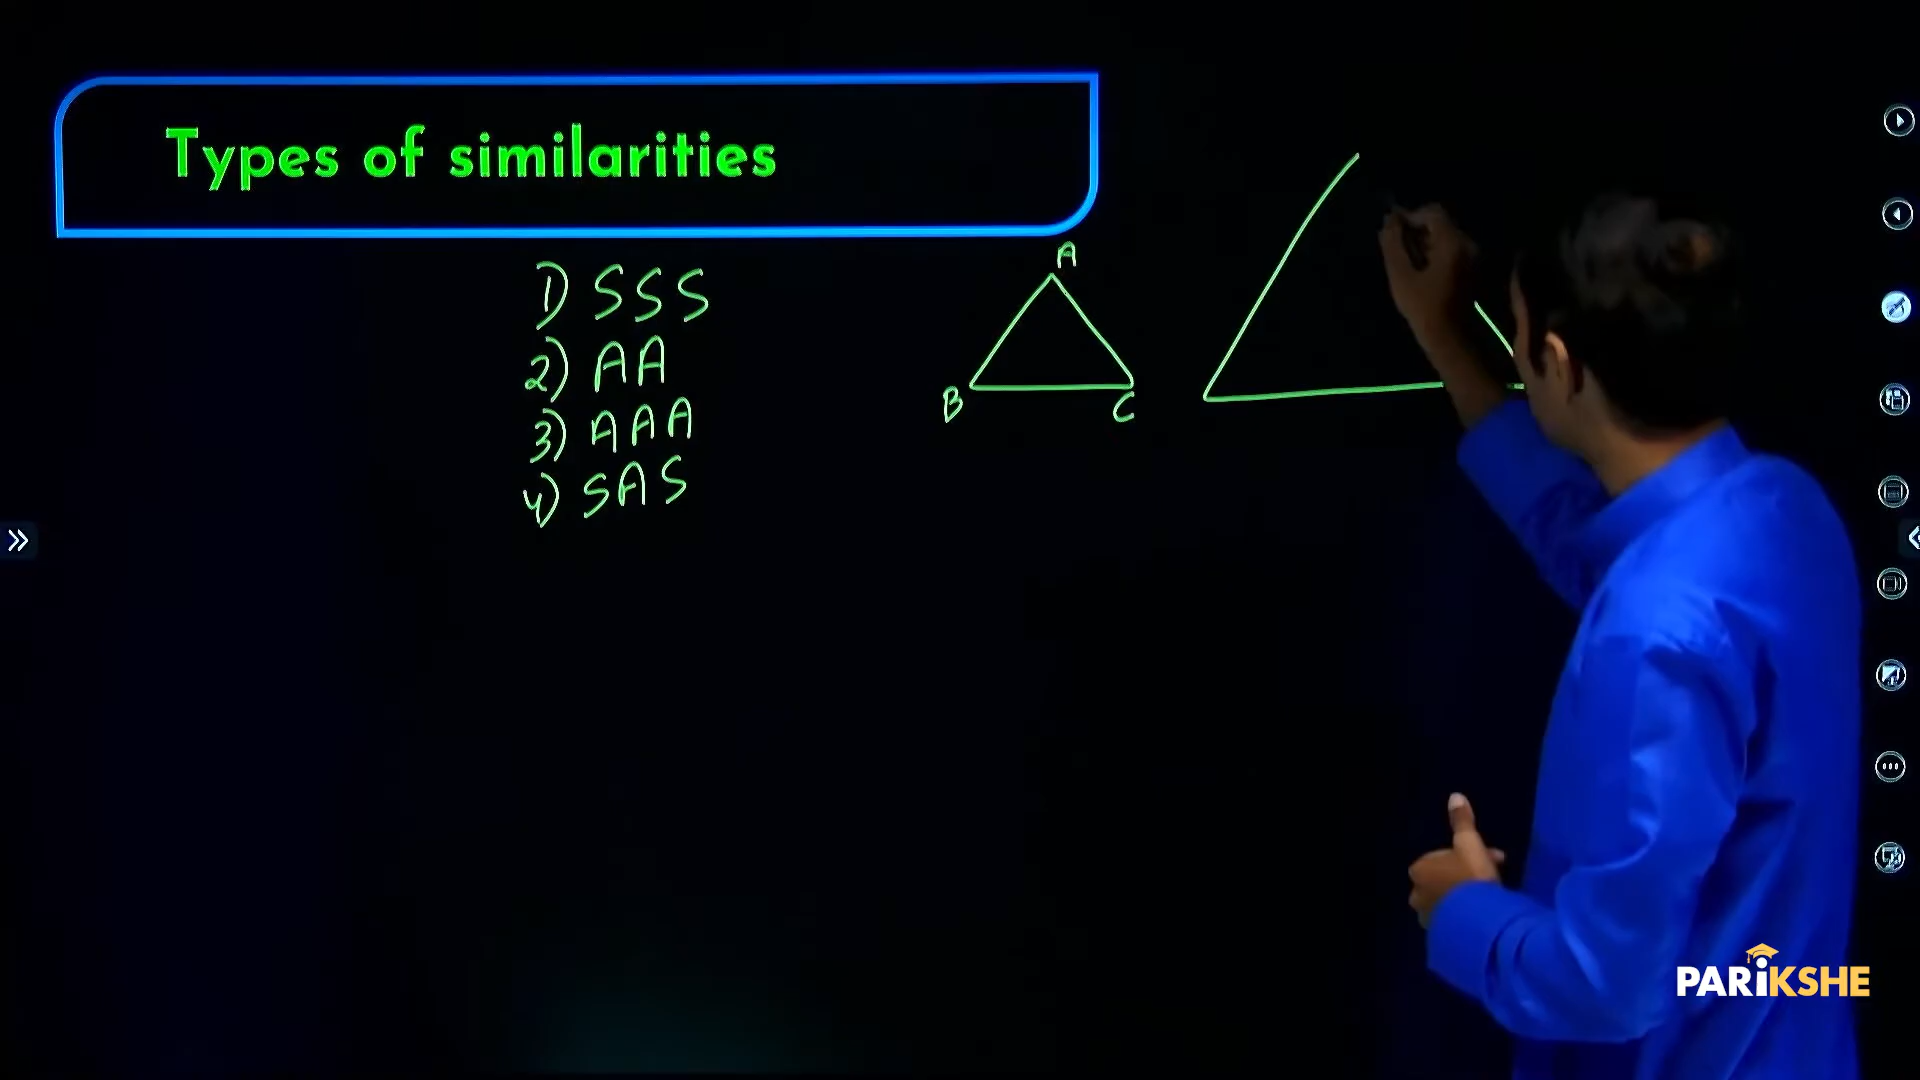 Types of similarities
1) SSS
2) AA
3) AAA
4) SAS
A
B
C
PARiKSHE